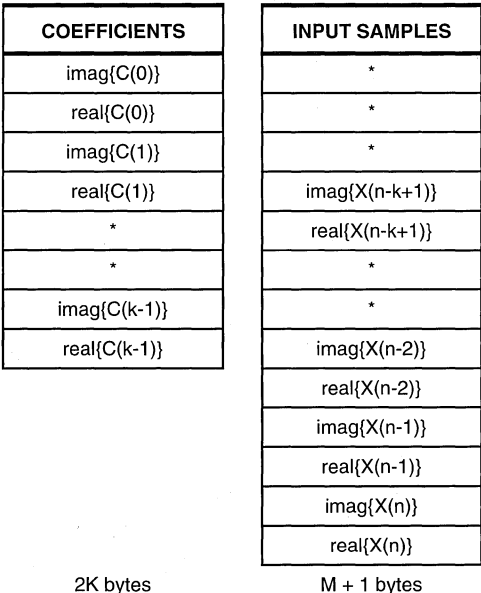 COEFFICIENTS
imag{C(0)}
real{C(0)}
imag{C(1)}
real{C(1)}
*
*
imag{C(k-1)}
real{C(k-1)}
2K bytes
INPUT SAMPLES
*
*
*
imag{X(n-k+1)}
real{X(n-k+1)}
*
*
imag{X(n-2)}
real{X(n-2)}
imag{X(n-1)}
real{X(n-1)}
imag{X(n)}
real{X(n)}
M + 1 bytes